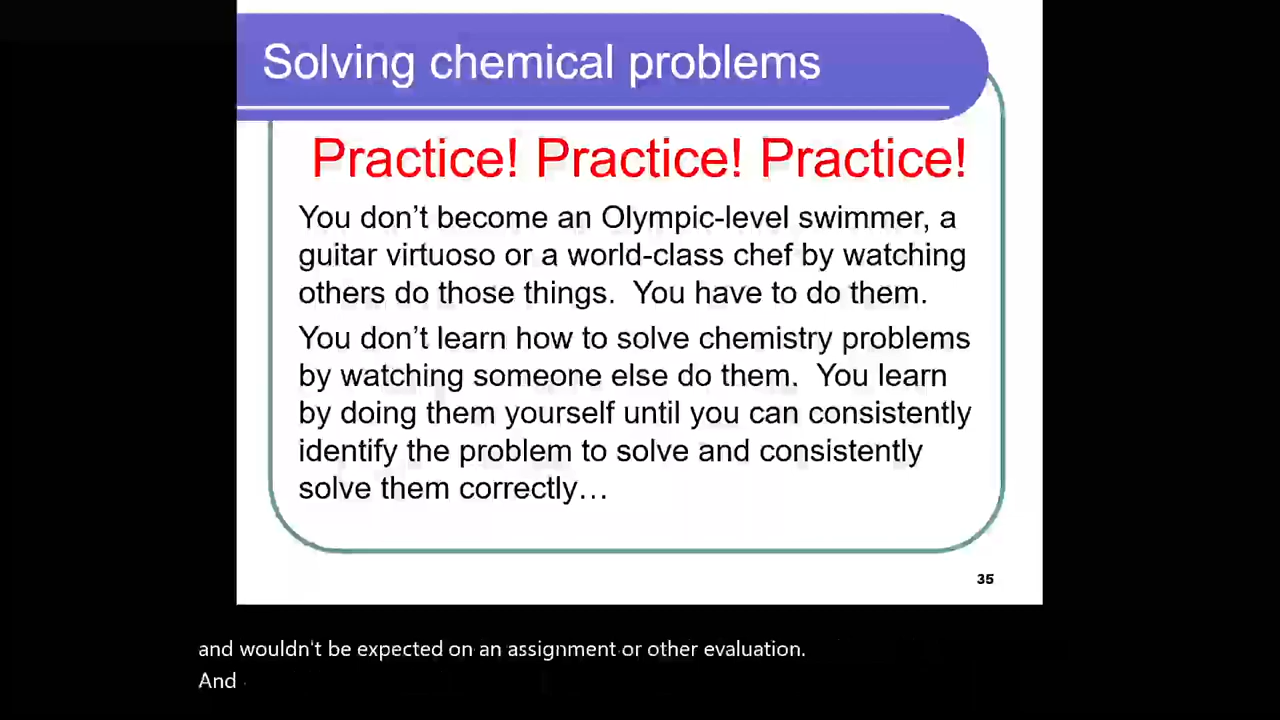 Solving chemical problems
Practice! Practice! Practice!
You don’t become an Olympic-level swimmer, a
guitar virtuoso or a world-class chef by watching
others do those things.  You have to do them.
You don’t learn how to solve chemistry problems
by watching someone else do them.  You learn
by doing them yourself until you can consistently
identify the problem to solve and consistently
solve them correctly…
35
and wouldn't be expected on an assignment or other evaluation.
And